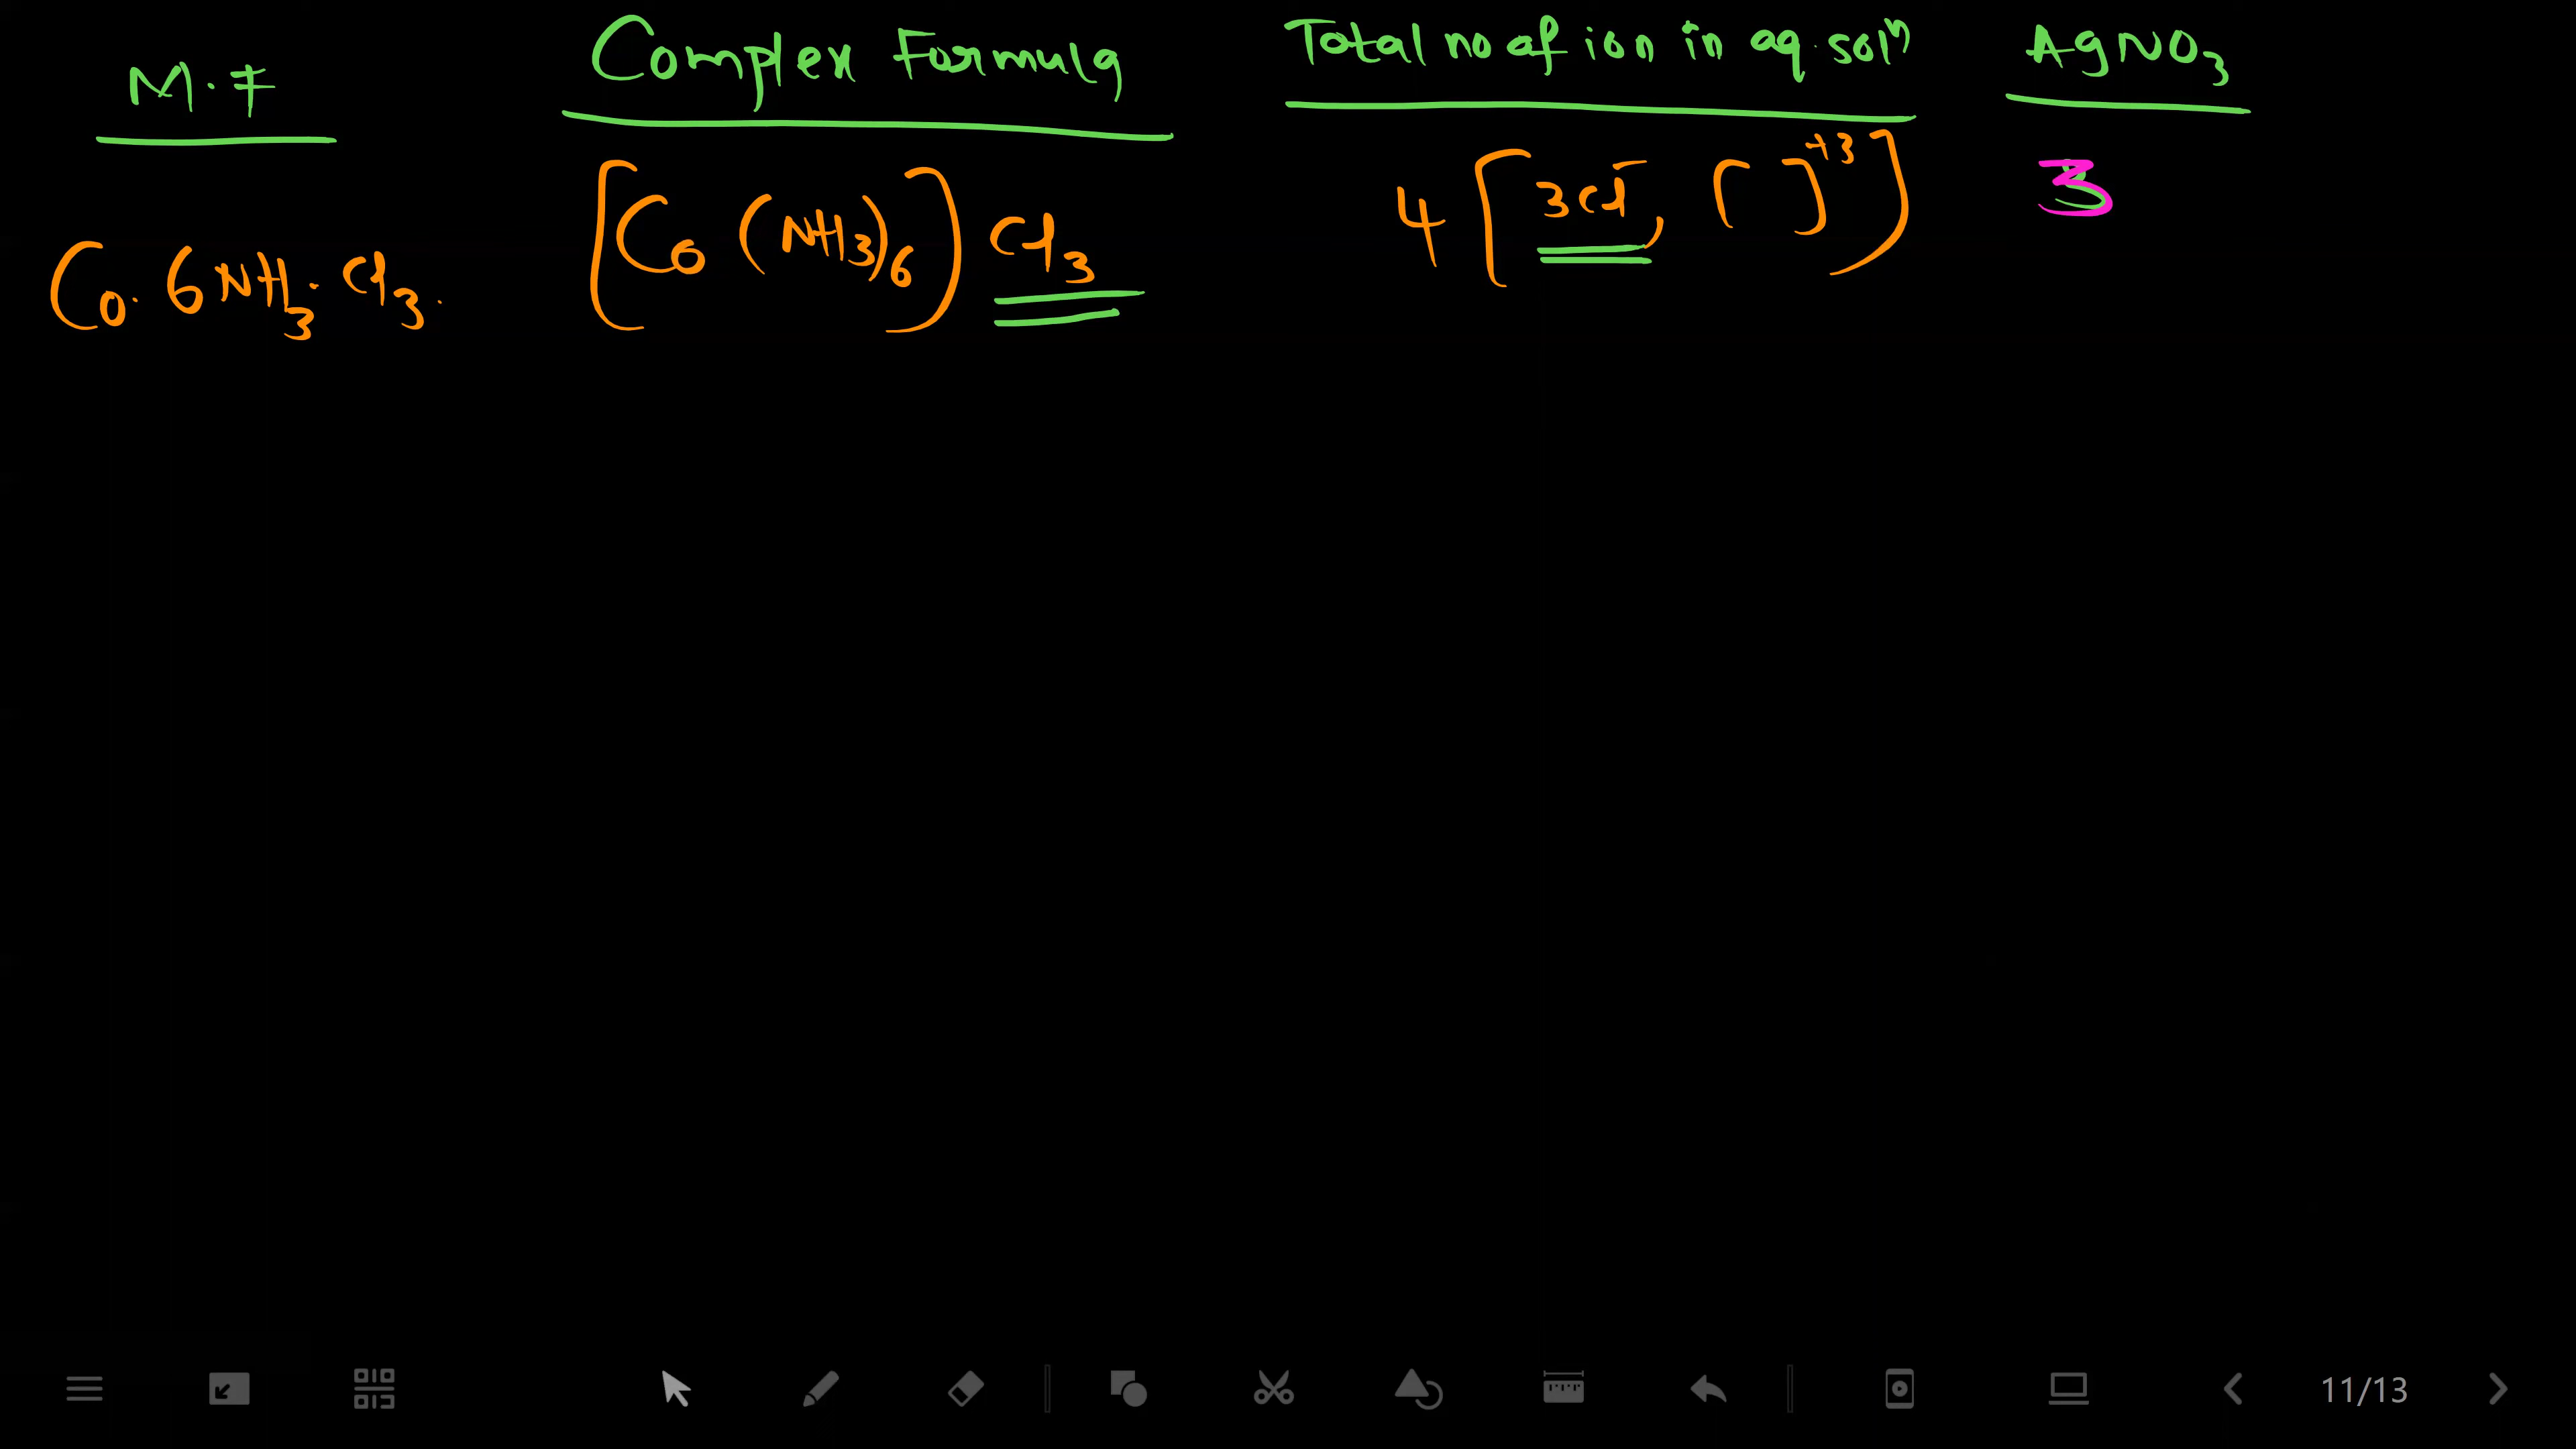 M.F Complex Formula Total no of ion in aq. solⁿ AgNO₃
Co.6NH₃.Cl₃. [Co(NH₃)₆]Cl₃ 4[3Cl⁻, [ ]⁺³] 3
11/13